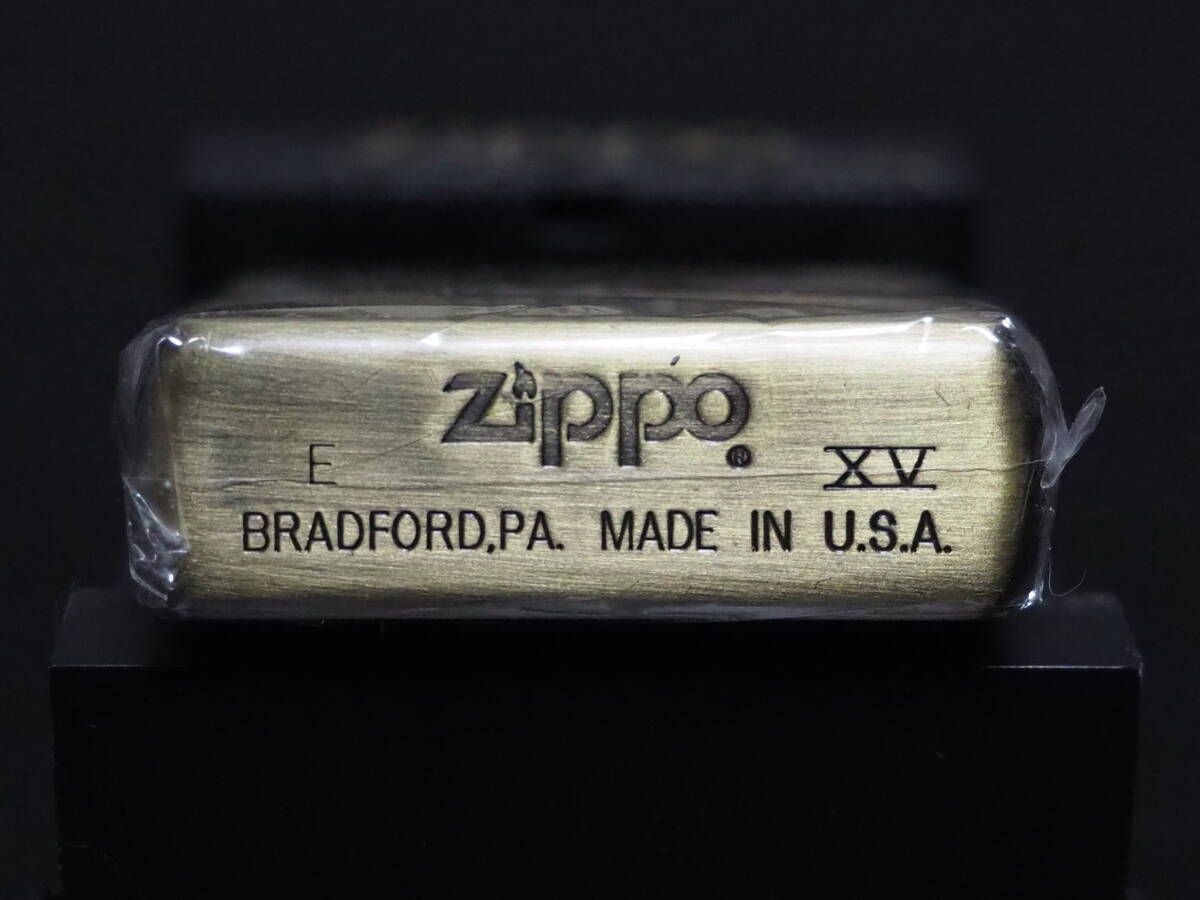 Zippo®
E XV
BRADFORD,PA. MADE IN U.S.A.